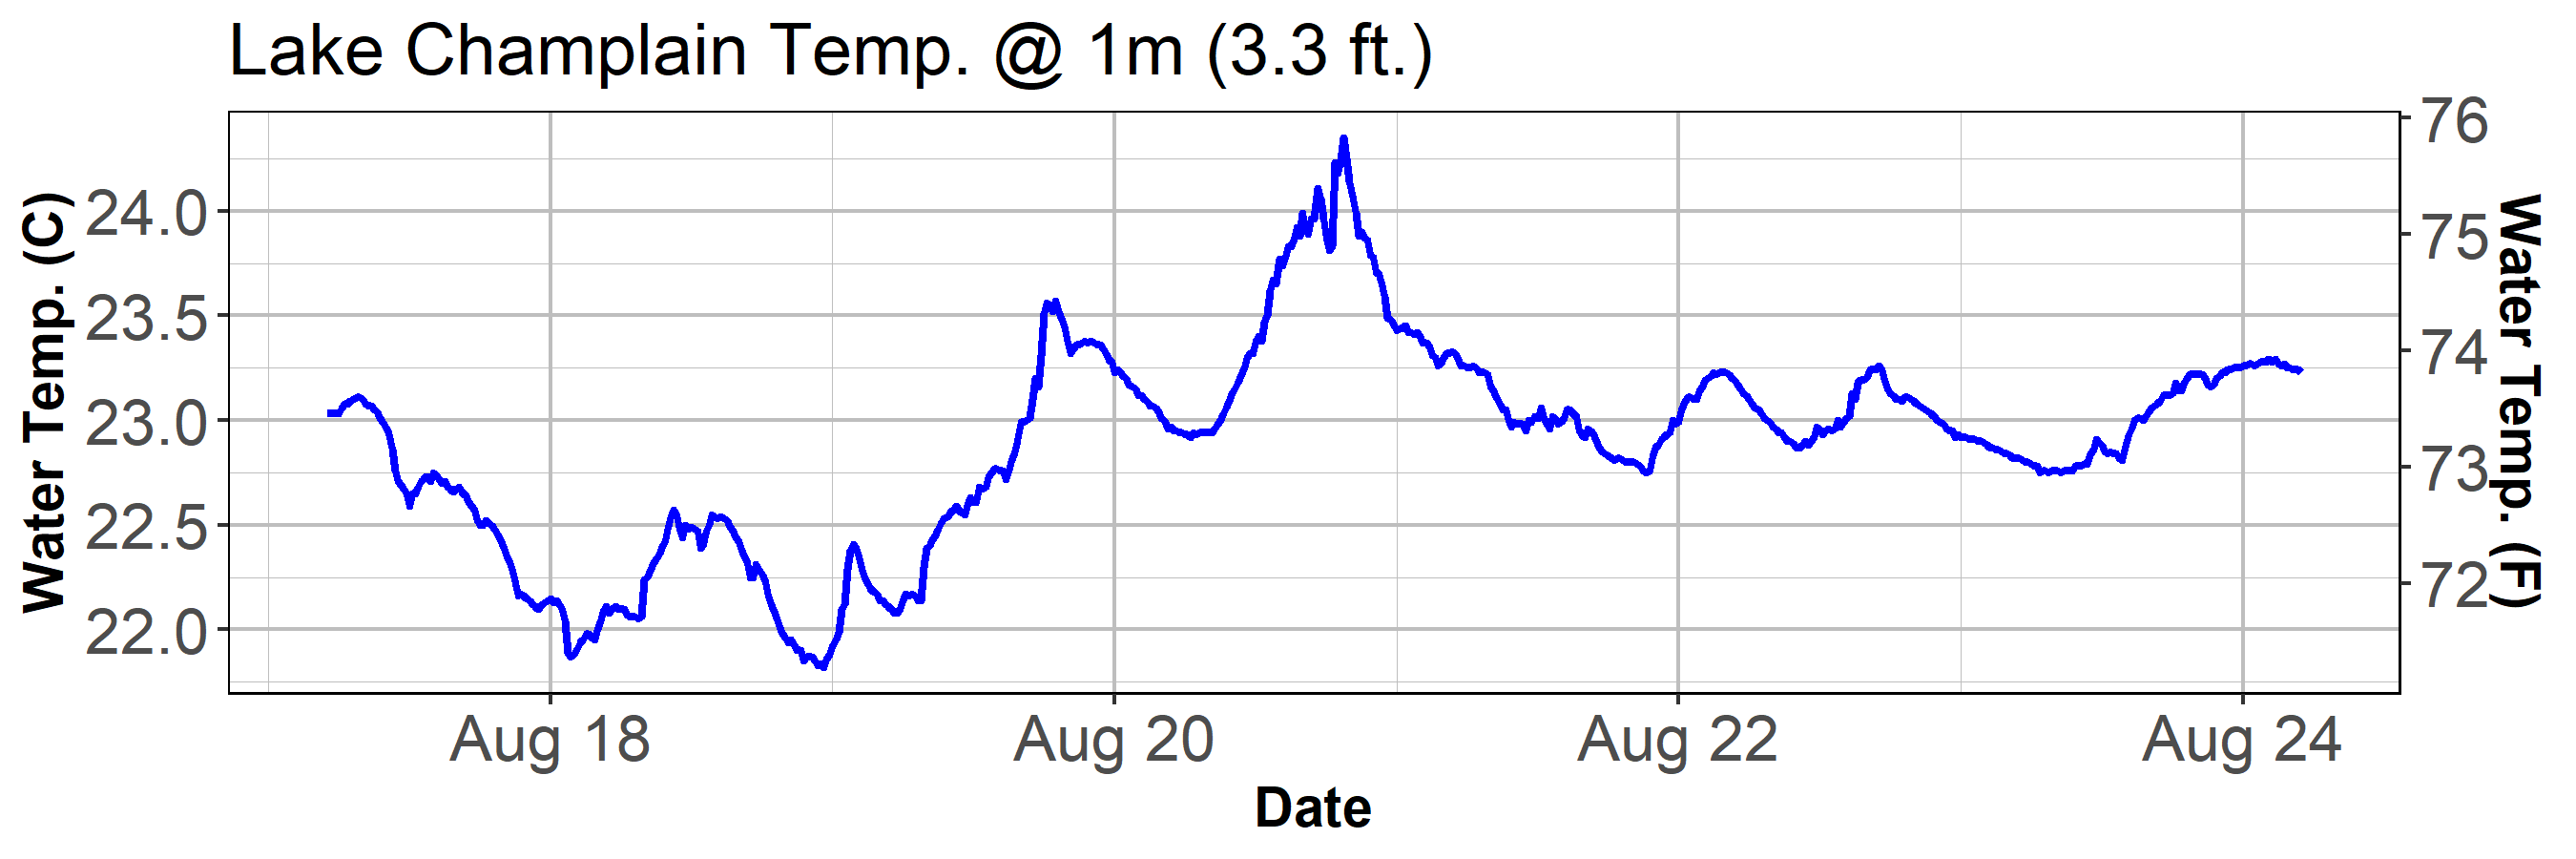 Lake Champlain Temp. @ 1m (3.3 ft.)
Water Temp. (C)
24.0
23.5
23.0
22.5
22.0
76
75
74
73
72
Water Temp. (F)
Aug 18
Aug 20
Aug 22
Aug 24
Date